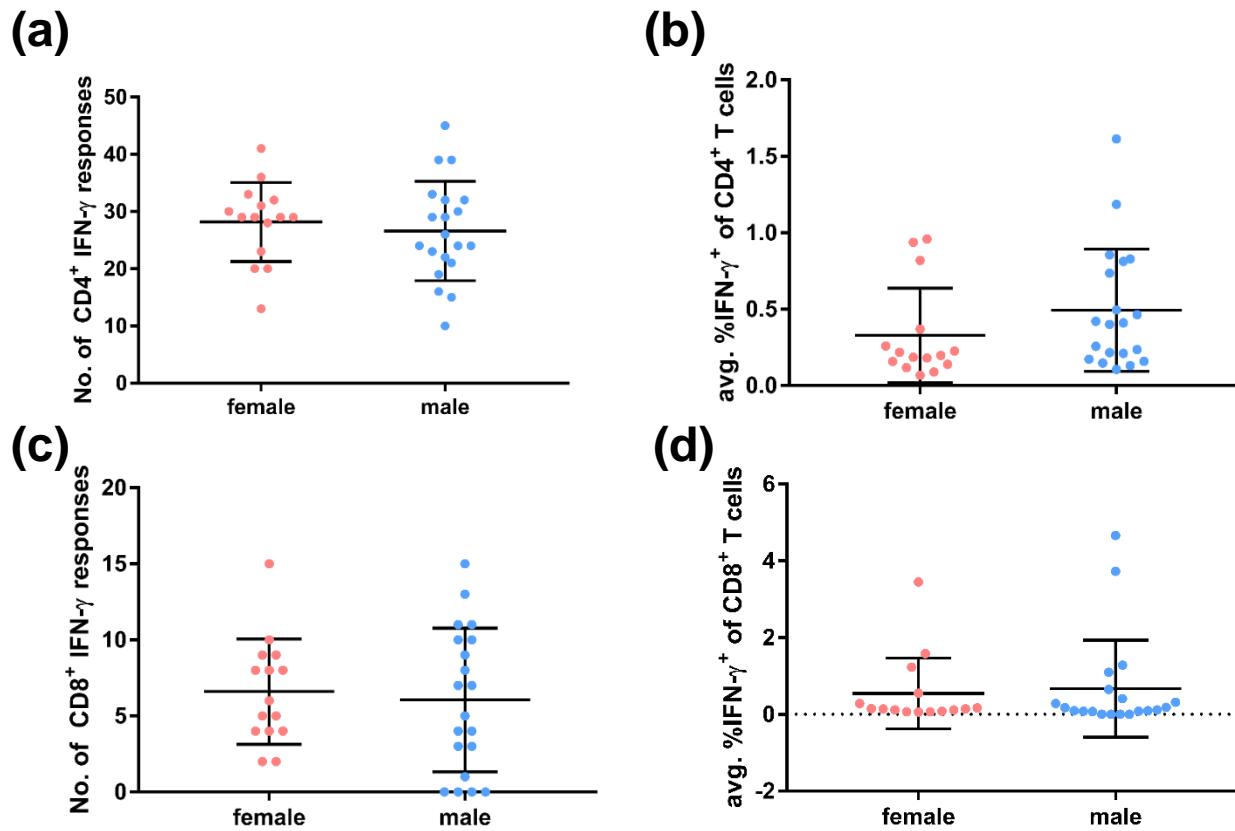 (a)
No. of CD4⁺ IFN-γ responses
50
40
30
20
10
0
female male
(b)
avg. %IFN-γ⁺ of CD4⁺ T cells
2.0
1.5
1.0
0.5
0.0
female male
(c)
No. of CD8⁺ IFN-γ responses
20
15
10
5
0
female male
(d)
avg. %IFN-γ⁺ of CD8⁺ T cells
6
4
2
0
-2
female male